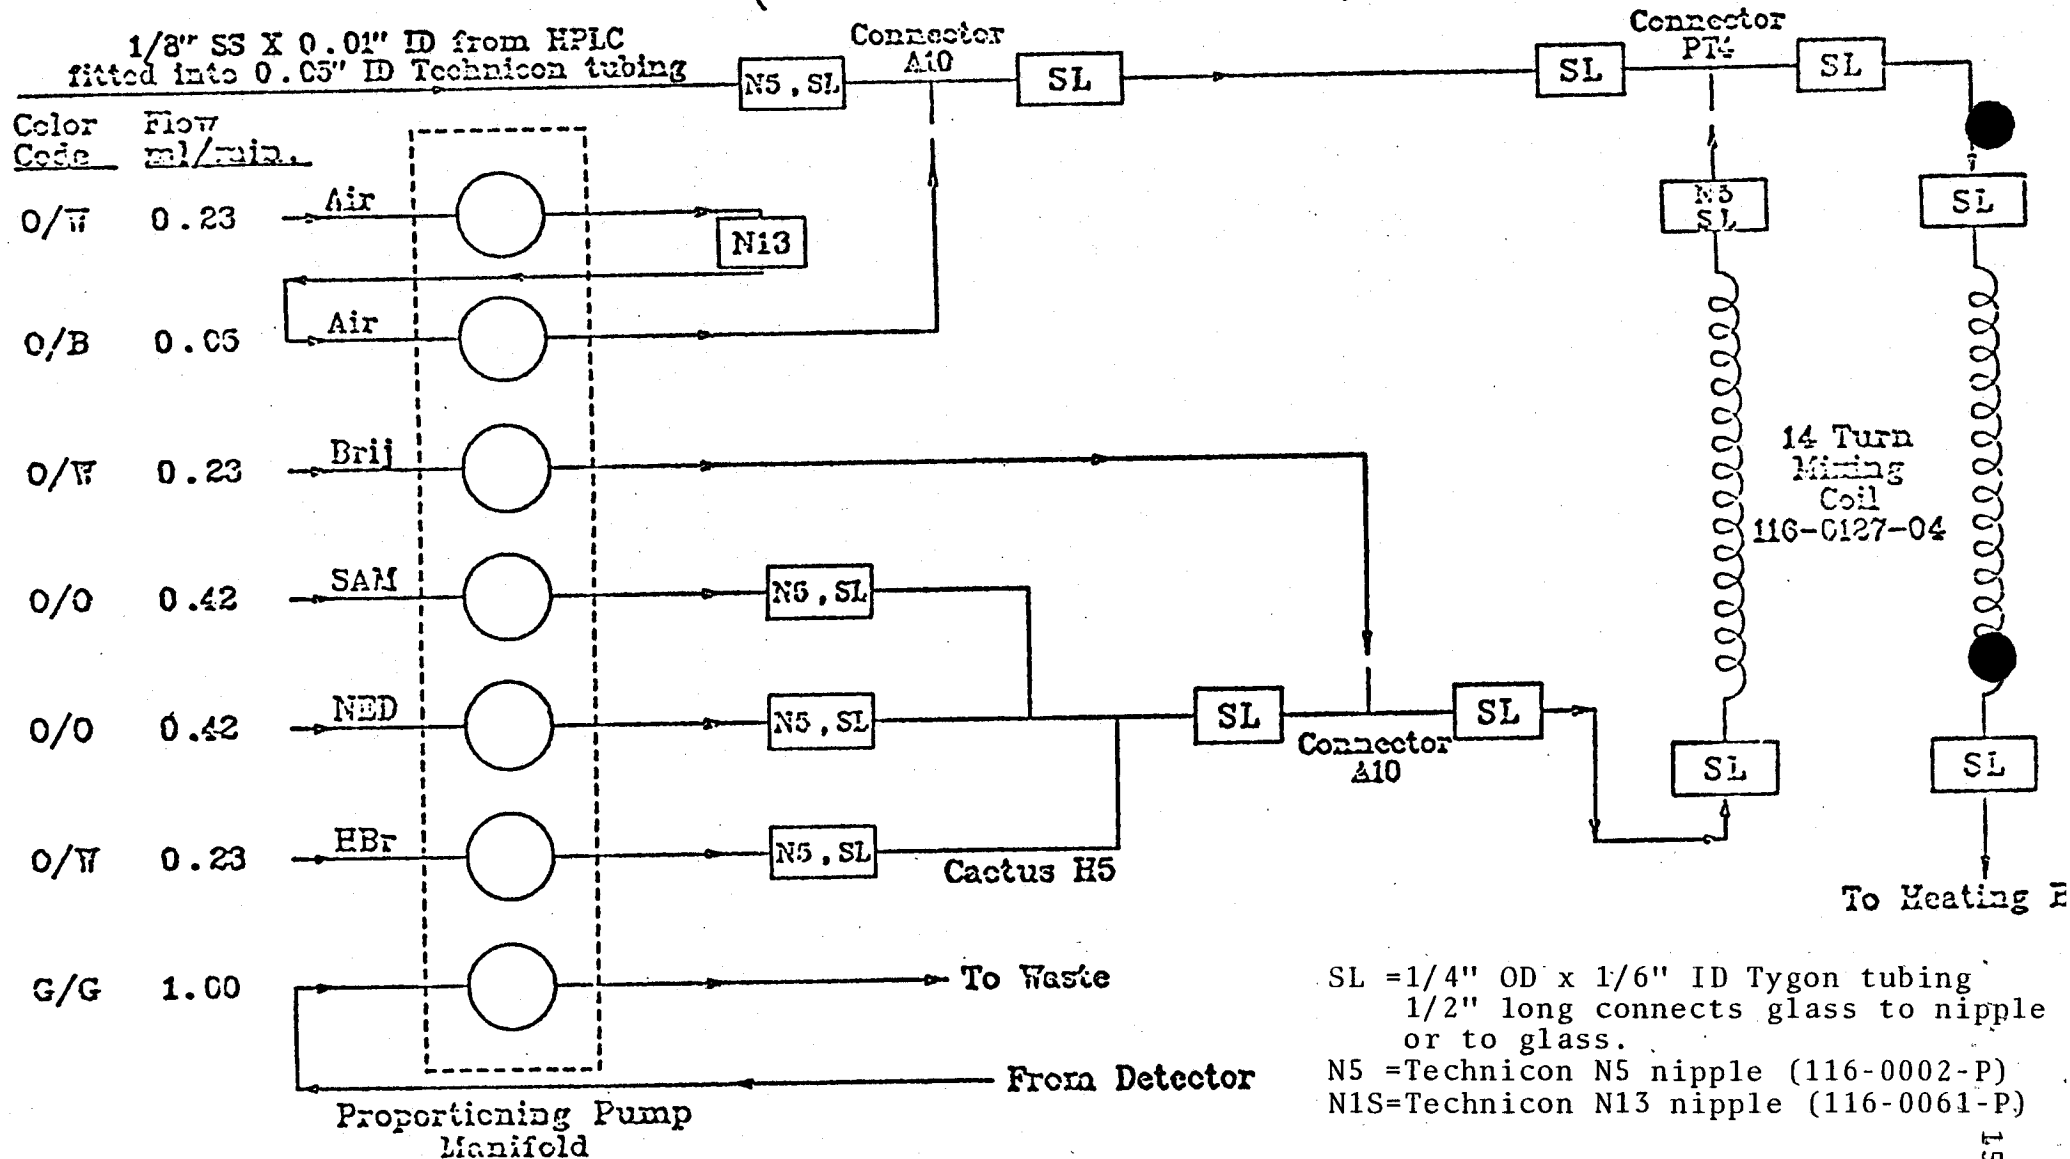 1/8" SS X 0.01" ID from HPLC
fitted into 0.05" ID Technicon tubing
Connector
A10
Connector
PT4
N5, SL
SL
SL
SL
Color Flow
Code ml/min.
O/W 0.23 Air
N13
N5
SL
SL
O/B 0.05 Air
O/W 0.23 Brij
14 Turn
Mixing
Coil
116-0127-04
O/O 0.42 SAM N5, SL
O/O 0.42 NED N5, SL SL SL
Connector
A10
SL
SL
O/W 0.23 HBr N5, SL
Cactus H5
To Heating
G/G 1.00 To Waste
From Detector
Proportioning Pump
Manifold
SL =1/4" OD x 1/6" ID Tygon tubing
1/2" long connects glass to nipple
or to glass.
N5 =Technicon N5 nipple (116-0002-P)
N1S=Technicon N13 nipple (116-0061-P)